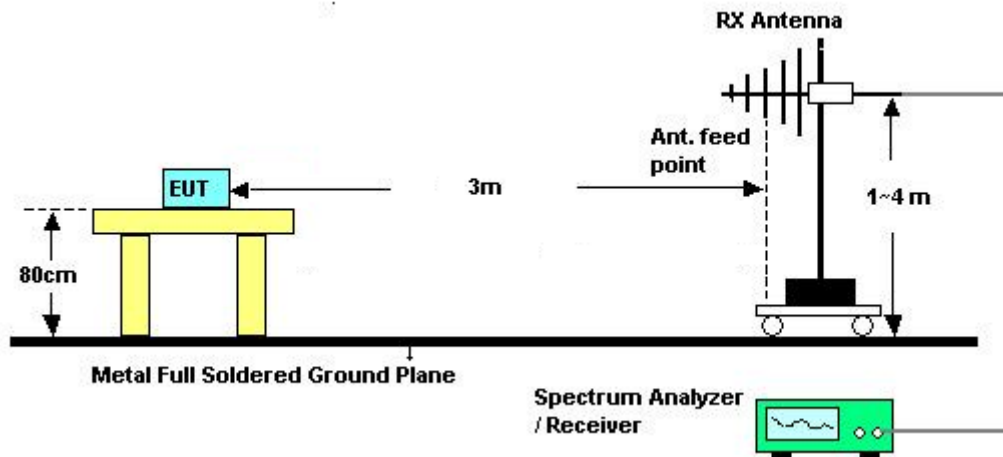 RX Antenna
Ant. feed
point
EUT
3m
1~4 m
80cm
Metal Full Soldered Ground Plane
Spectrum Analyzer
/ Receiver